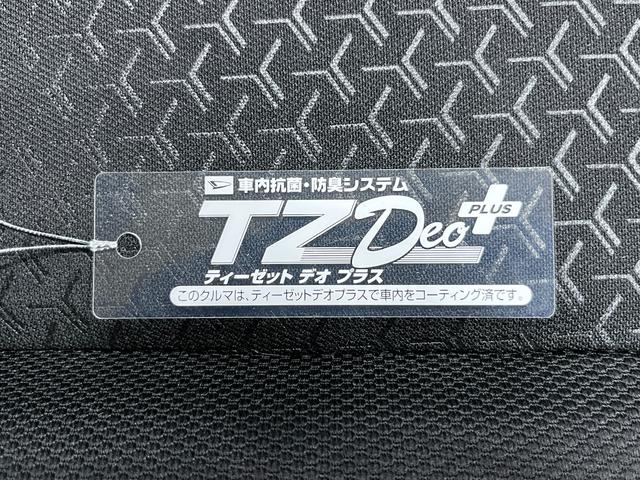 車内抗菌・防臭システム
TZ Deo PLUS
ティーゼット デオ プラス
このクルマは、ティーゼットデオプラスで車内をコーティング済です。